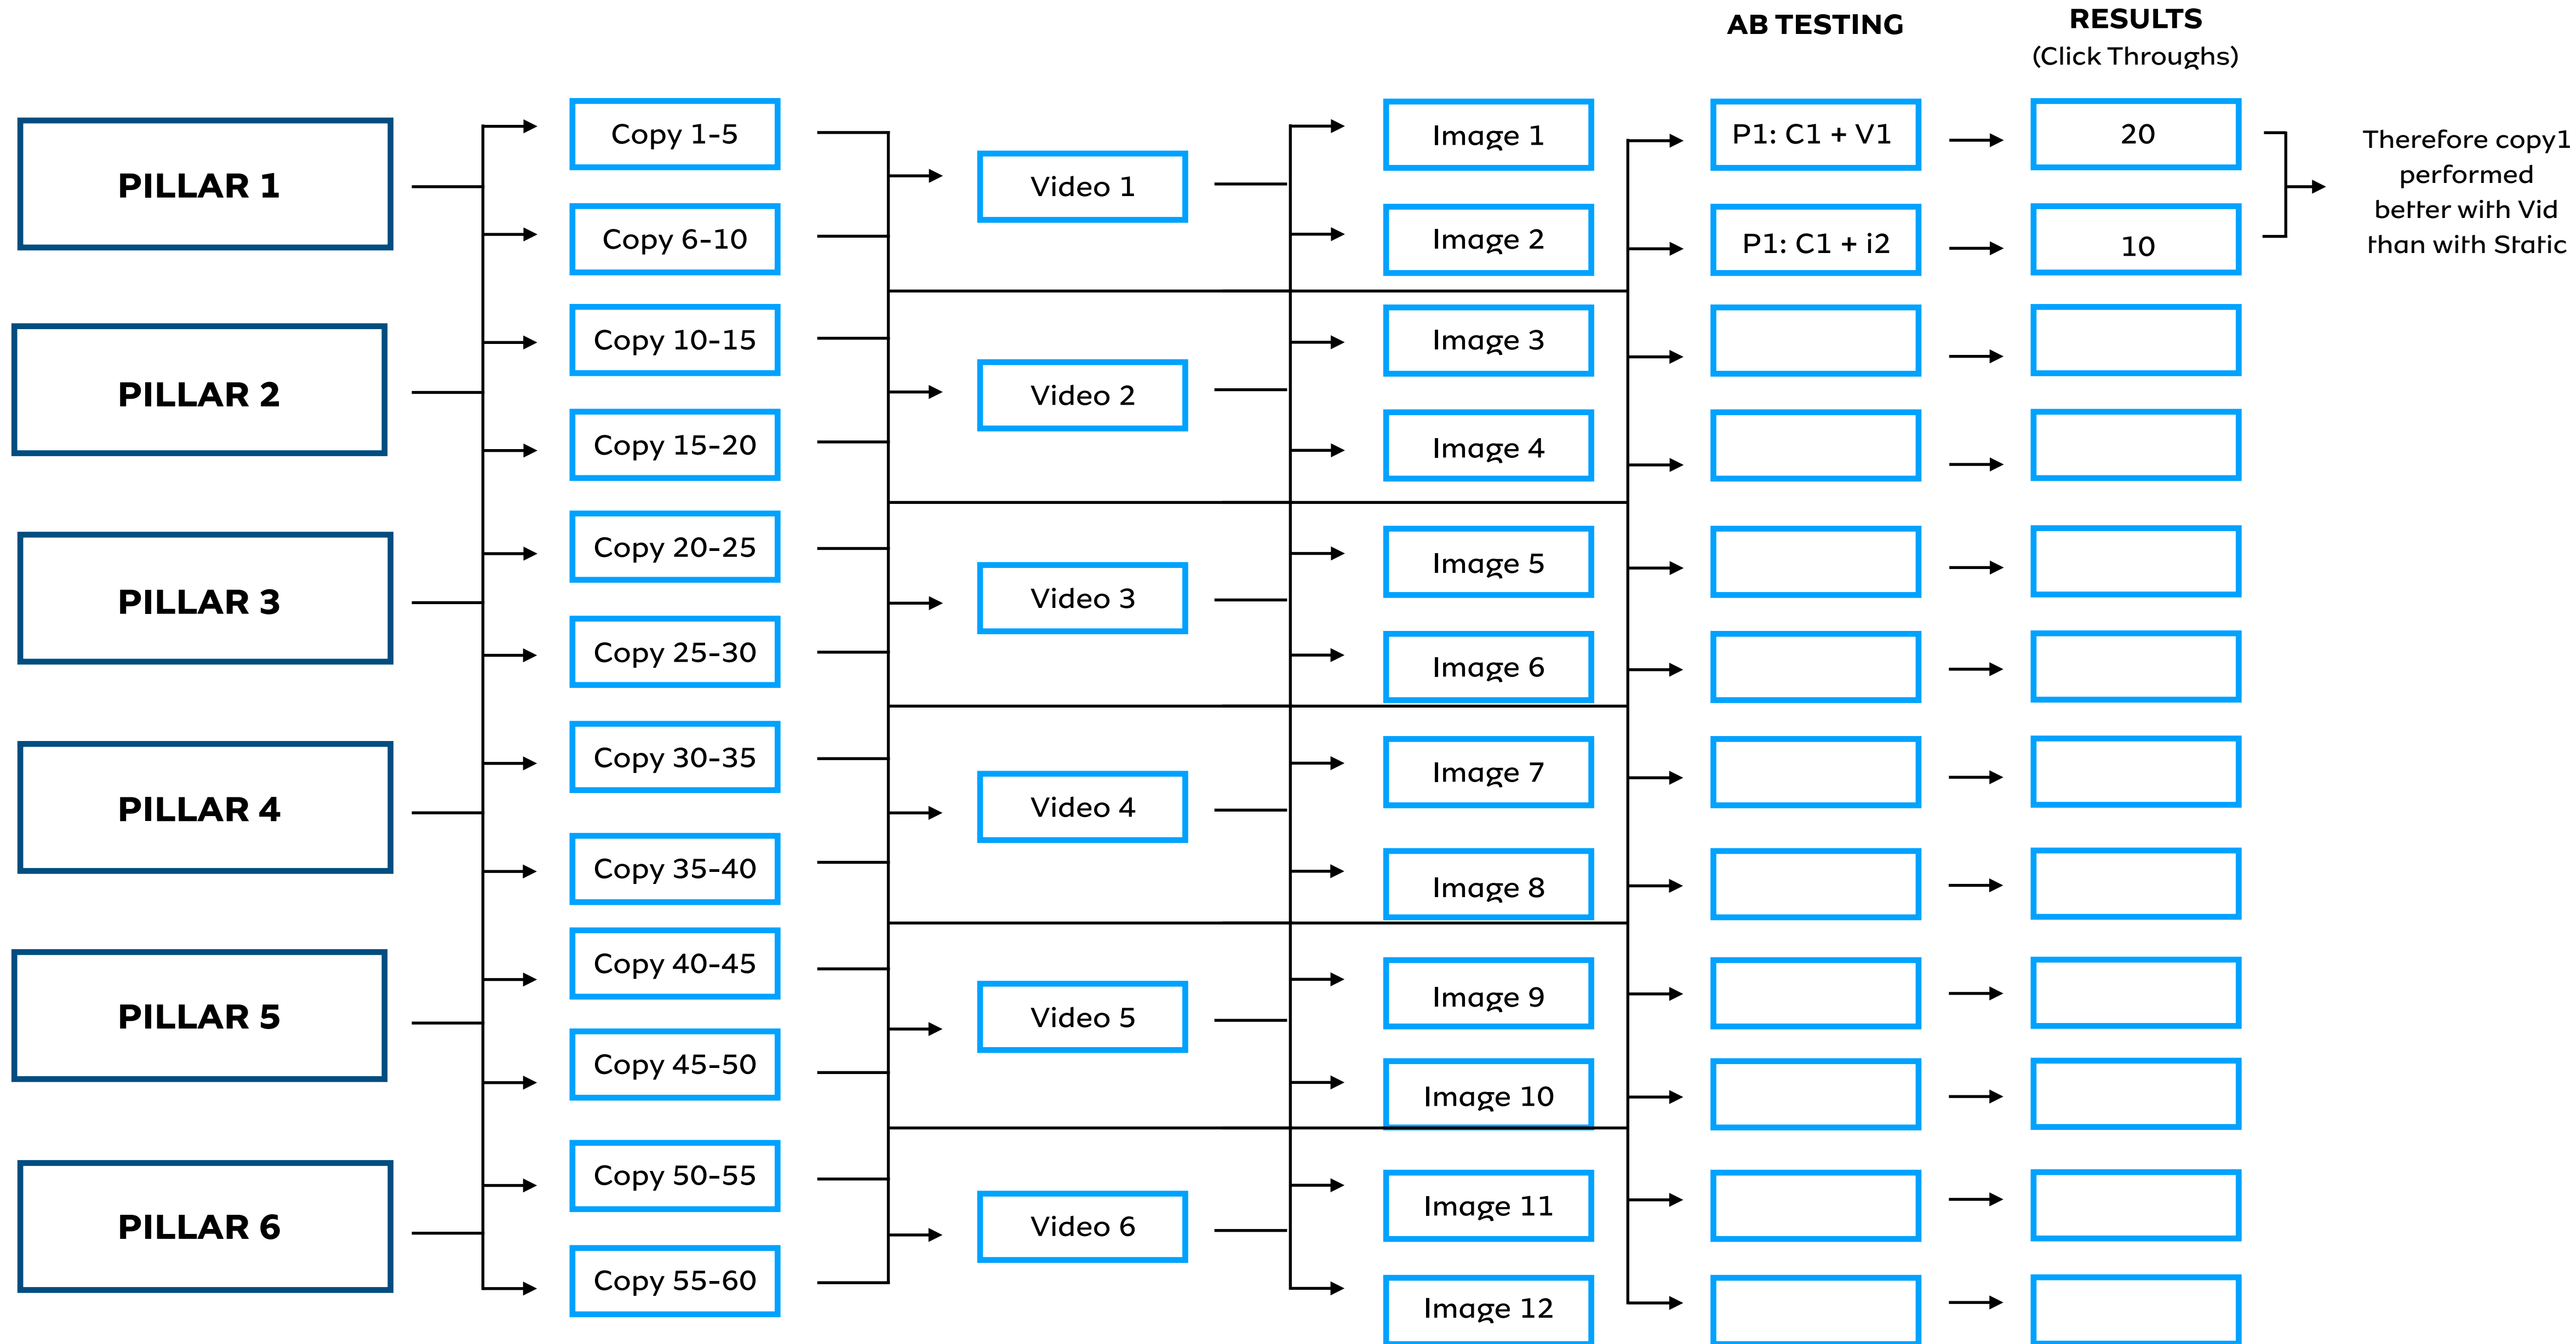 AB TESTING
RESULTS
(Click Throughs)
PILLAR 1
PILLAR 2
PILLAR 3
PILLAR 4
PILLAR 5
PILLAR 6
Copy 1-5
Copy 6-10
Copy 10-15
Copy 15-20
Copy 20-25
Copy 25-30
Copy 30-35
Copy 35-40
Copy 40-45
Copy 45-50
Copy 50-55
Copy 55-60
Video 1
Video 2
Video 3
Video 4
Video 5
Video 6
Image 1
Image 2
Image 3
Image 4
Image 5
Image 6
Image 7
Image 8
Image 9
Image 10
Image 11
Image 12
P1: C1 + V1
P1: C1 + i2
20
10
Therefore copy1
performed
better with Vid
than with Static